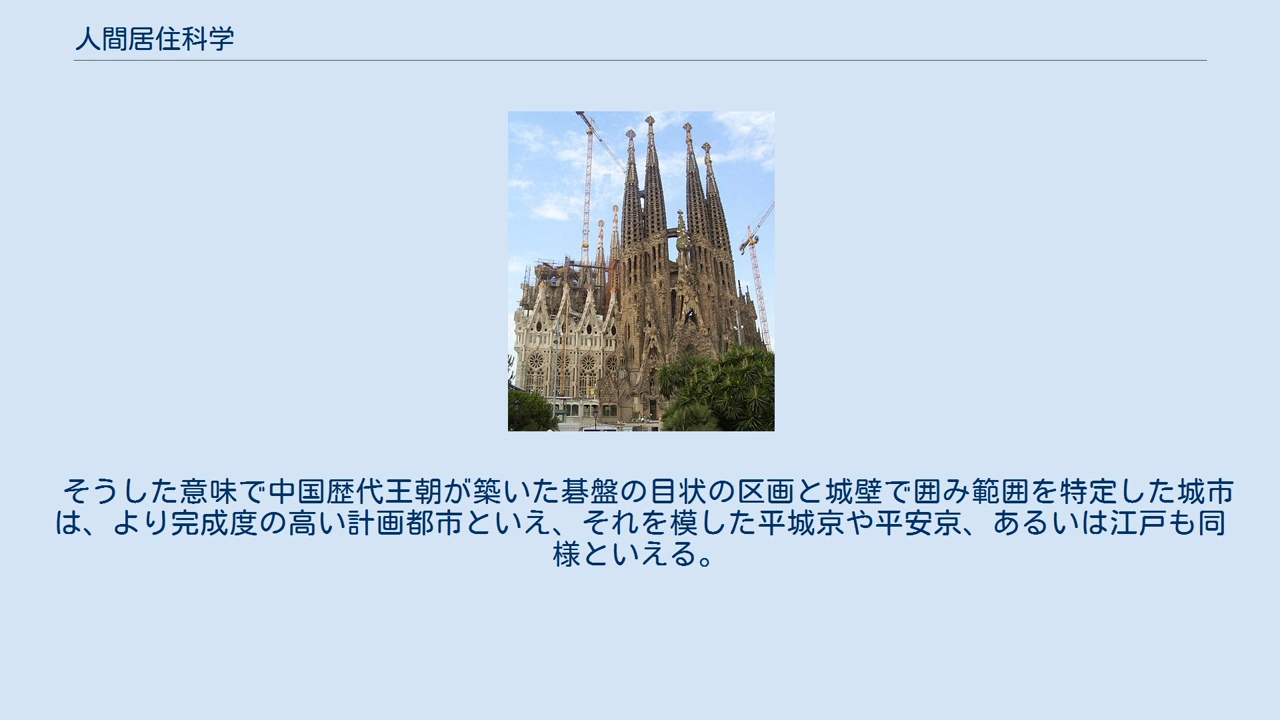 人間居住科学
そうした意味で中国歴代王朝が築いた碁盤の目状の区画と城壁で囲み範囲を特定した城市
は、より完成度の高い計画都市といえ、それを模した平城京や平安京、あるいは江戸も同
様といえる。